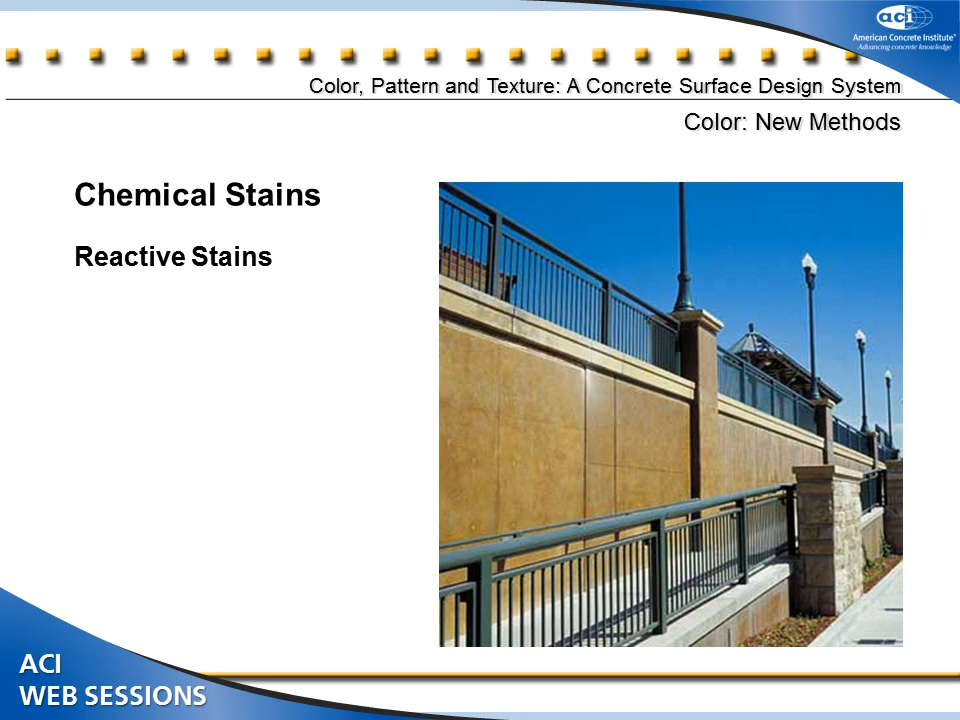 aci
American Concrete Institute®
Advancing concrete knowledge
Color, Pattern and Texture: A Concrete Surface Design System
Color: New Methods
Chemical Stains
Reactive Stains
ACI
WEB SESSIONS